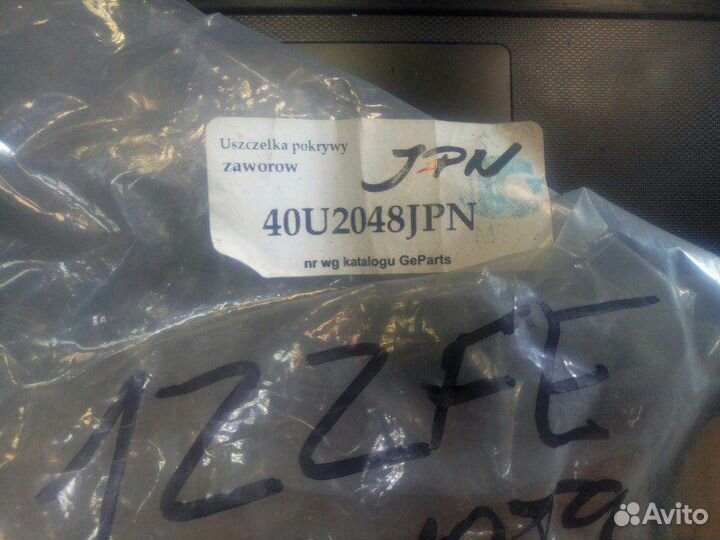 Uszczelka pokrywy
zaworow
JPN
40U2048JPN
nr wg katalogu GeParts
1ZZFE
Avito